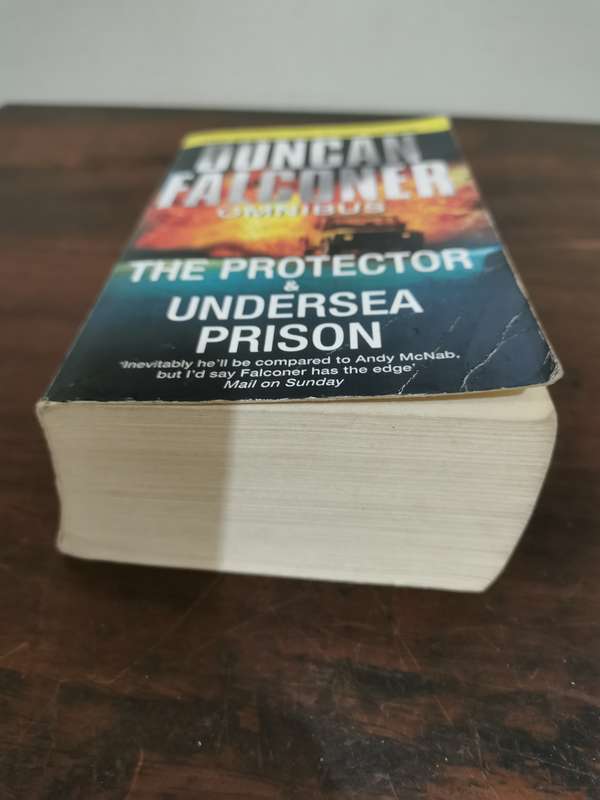 DUNCAN
FALCONER
OMNIBUS
THE PROTECTOR
&
UNDERSEA
PRISON
'Inevitably he'll be compared to Andy McNab,
but I'd say Falconer has the edge'
Mail on Sunday